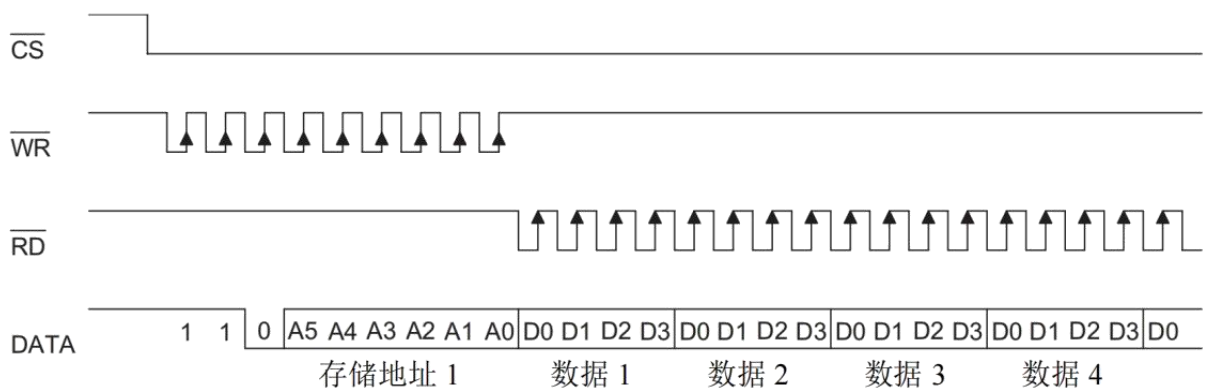 CS
WR
RD
DATA 1 1 0 A5 A4 A3 A2 A1 A0 D0 D1 D2 D3 D0 D1 D2 D3 D0 D1 D2 D3 D0 D1 D2 D3 D0
存储地址 1 数据 1 数据 2 数据 3 数据 4